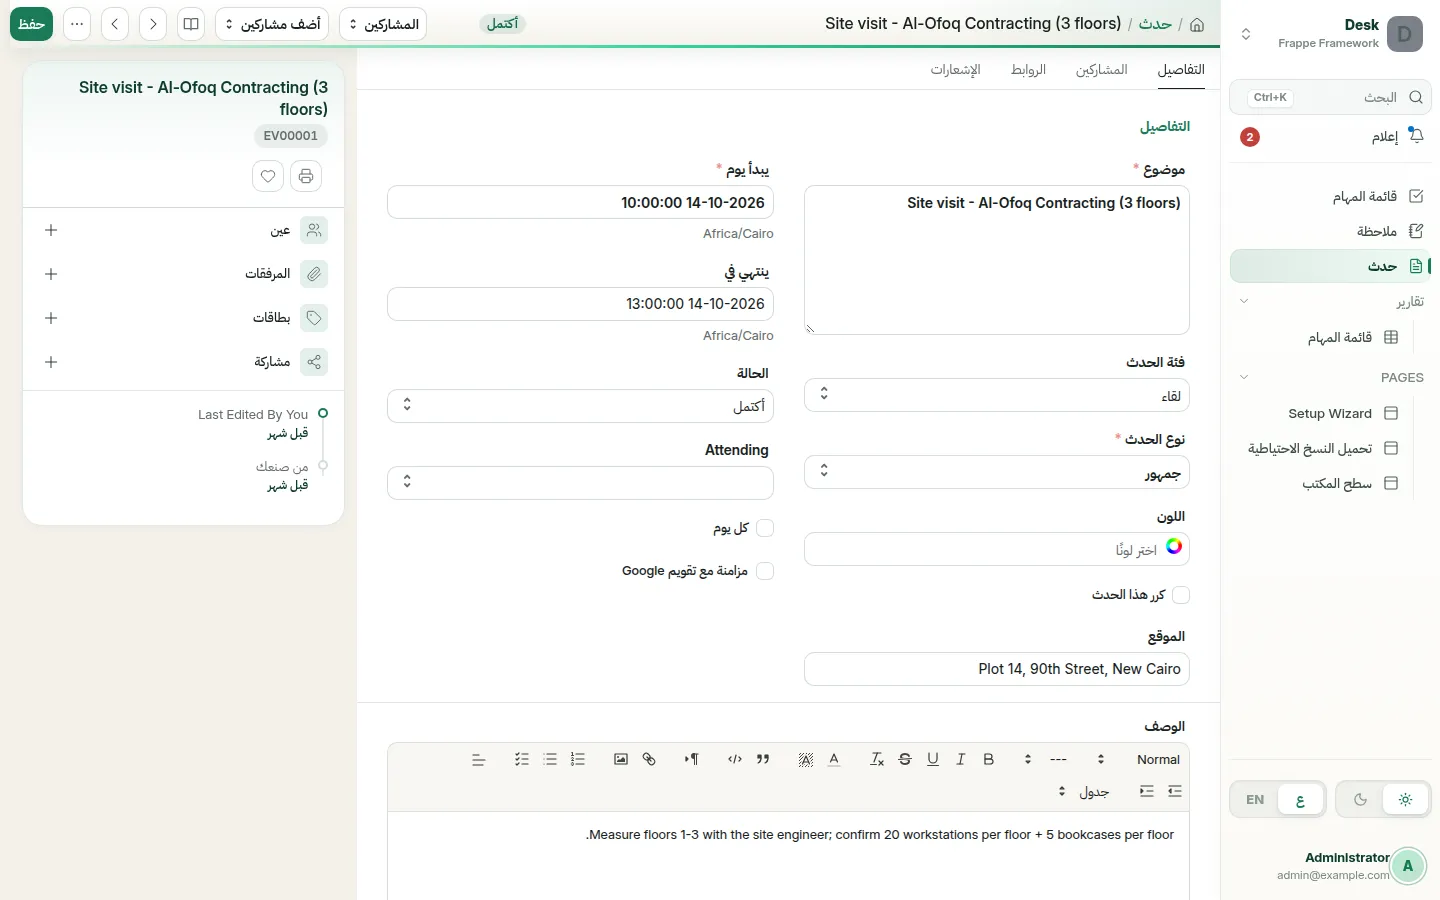 Desk
Frappe Framework
البحث
Ctrl+K
إعلام
2
قائمة المهام
ملاحظة
حدث
تقارير
قائمة المهام
PAGES
Setup Wizard
تحميل النسخ الاحتياطية
سطح المكتب
EN
ع
Administrator
admin@example.com
A
D
حدث / Site visit - Al-Ofoq Contracting (3 floors)
أكتمل
المشاركين
أضف مشاركين
حفظ
التفاصيل
المشاركين
الروابط
الإشعارات
التفاصيل
موضوع *
Site visit - Al-Ofoq Contracting (3 floors)
فئة الحدث
لقاء
نوع الحدث *
جمهور
اللون
اختر لونًا
كرر هذا الحدث
الموقع
Plot 14, 90th Street, New Cairo
يبدأ يوم *
14-10-2026 10:00:00
Africa/Cairo
ينتهي في
14-10-2026 13:00:00
Africa/Cairo
الحالة
أكتمل
Attending
كل يوم
مزامنة مع تقويم Google
الوصف
Normal
---
جدول
Measure floors 1-3 with the site engineer; confirm 20 workstations per floor + 5 bookcases per floor.
Site visit - Al-Ofoq Contracting (3
floors)
EV00001
عين
المرفقات
بطاقات
مشاركة
Last Edited By You
قبل شهر
من صنعك
قبل شهر